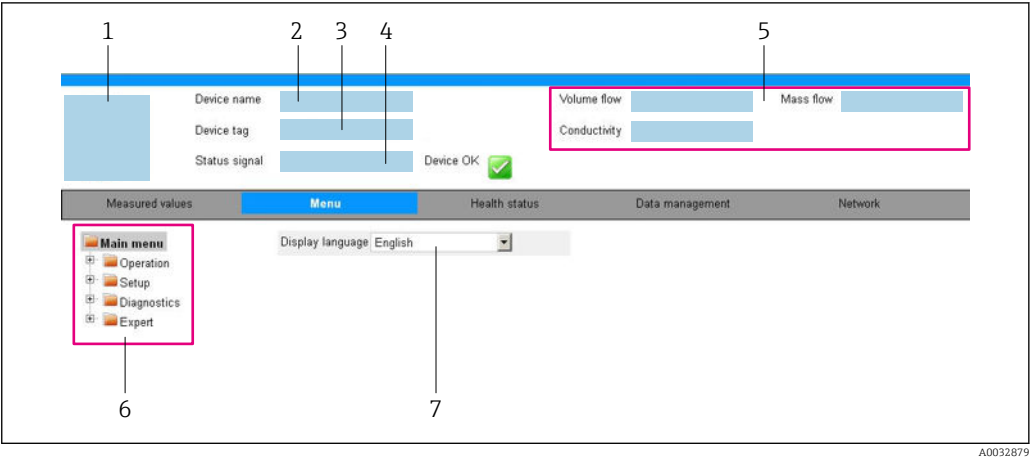 1 2 3 4 5
Device name Volume flow Mass flow
Device tag Conductivity
Status signal Device OK
Measured values Menu Health status Data management Network
Main menu Display language English
Operation
Setup
Diagnostics
Expert
6 7
A0032879